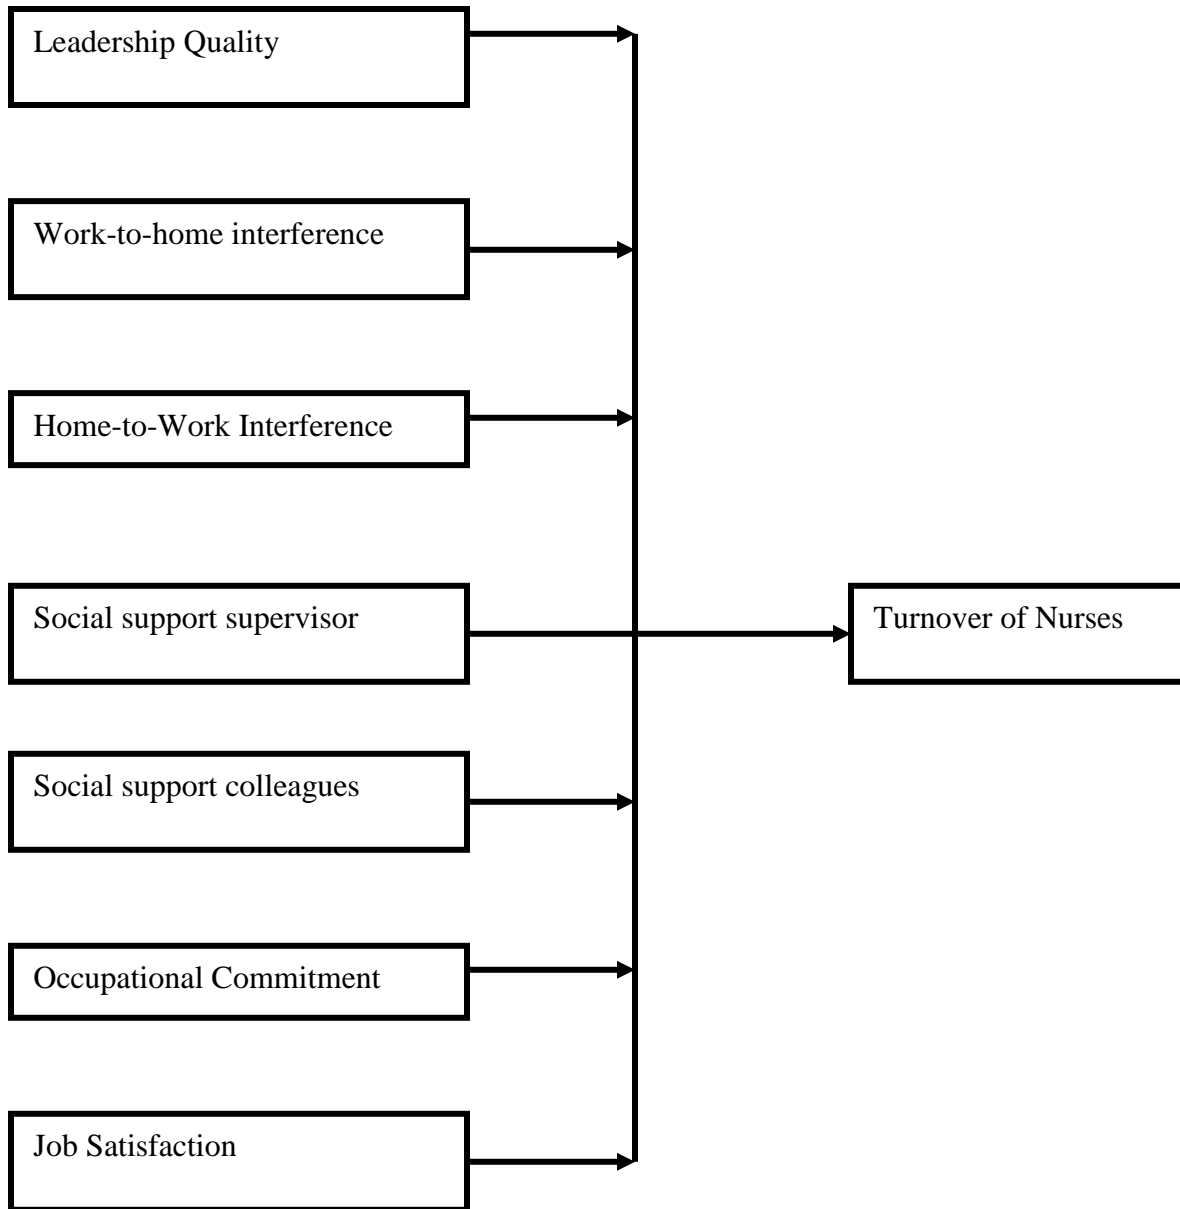 Leadership Quality
Work-to-home interference
Home-to-Work Interference
Social support supervisor
Turnover of Nurses
Social support colleagues
Occupational Commitment
Job Satisfaction